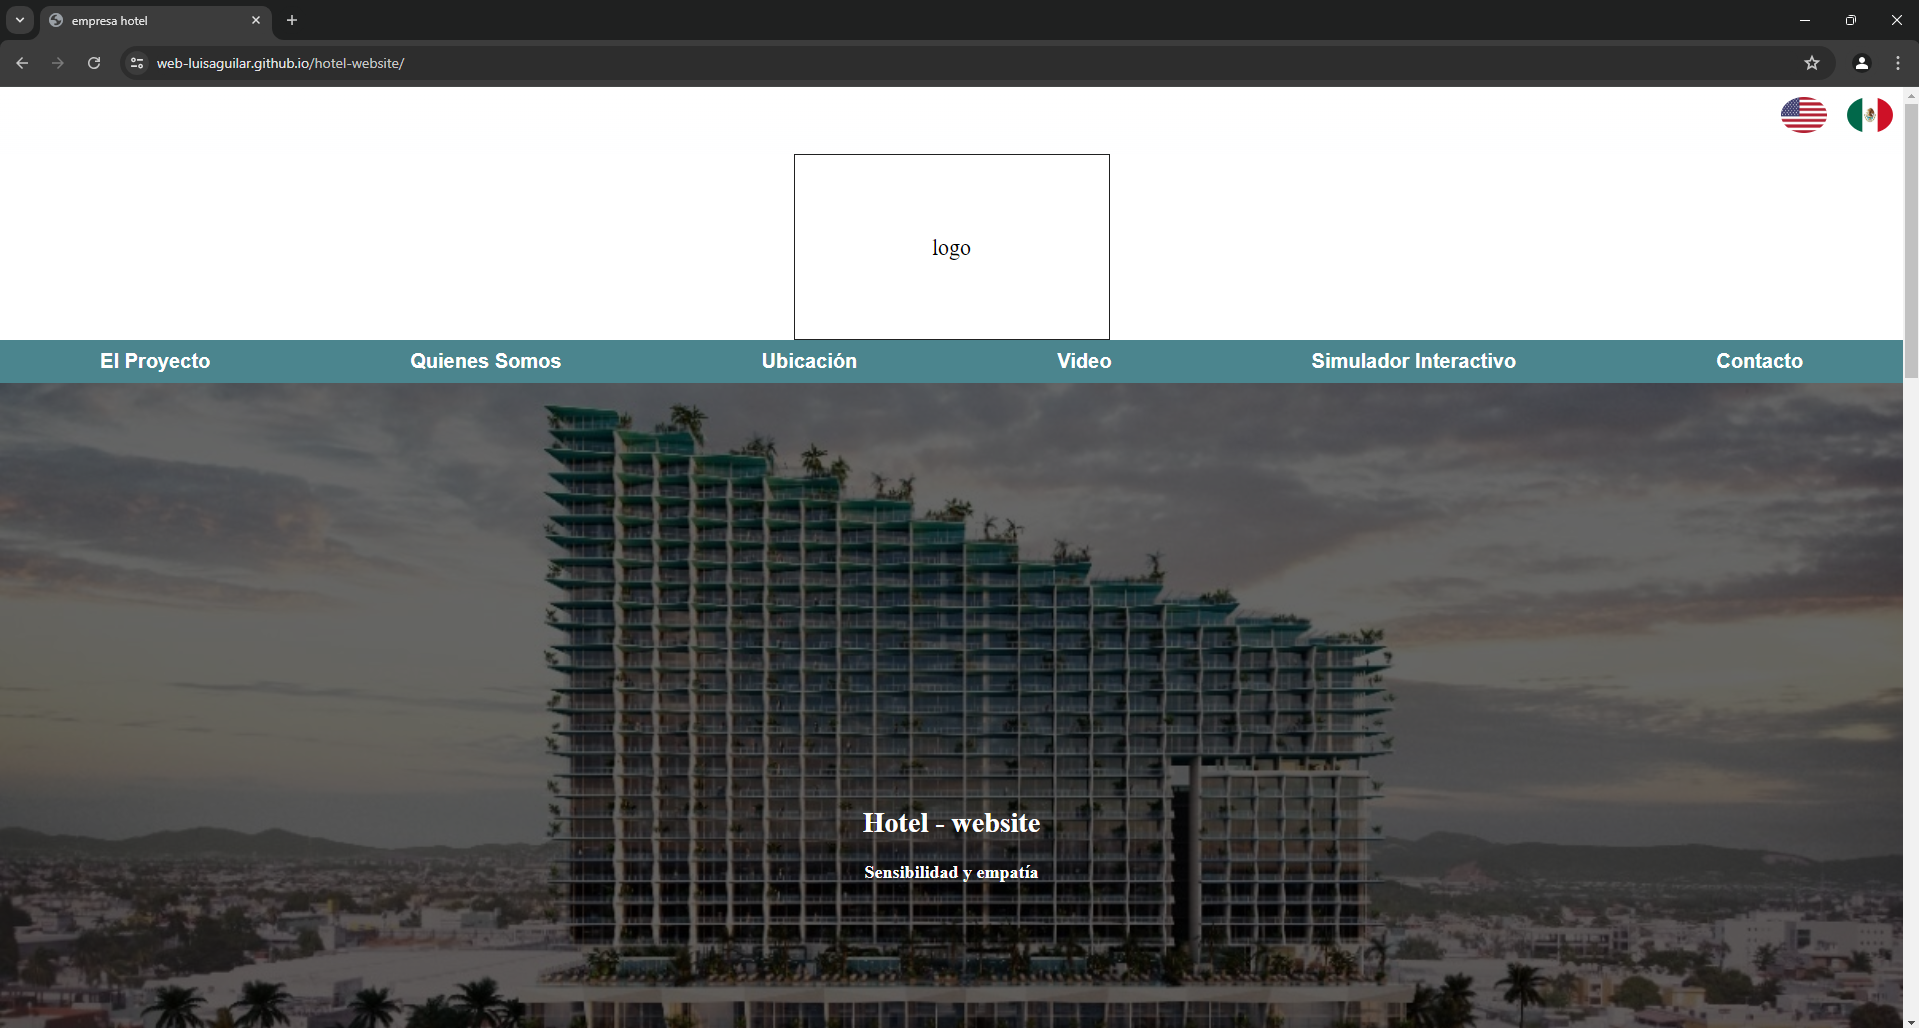 empresa hotel
web-luisaguilar.github.io/hotel-website/
logo
El Proyecto Quienes Somos Ubicación Video Simulador Interactivo Contacto
Hotel - website
Sensibilidad y empatía